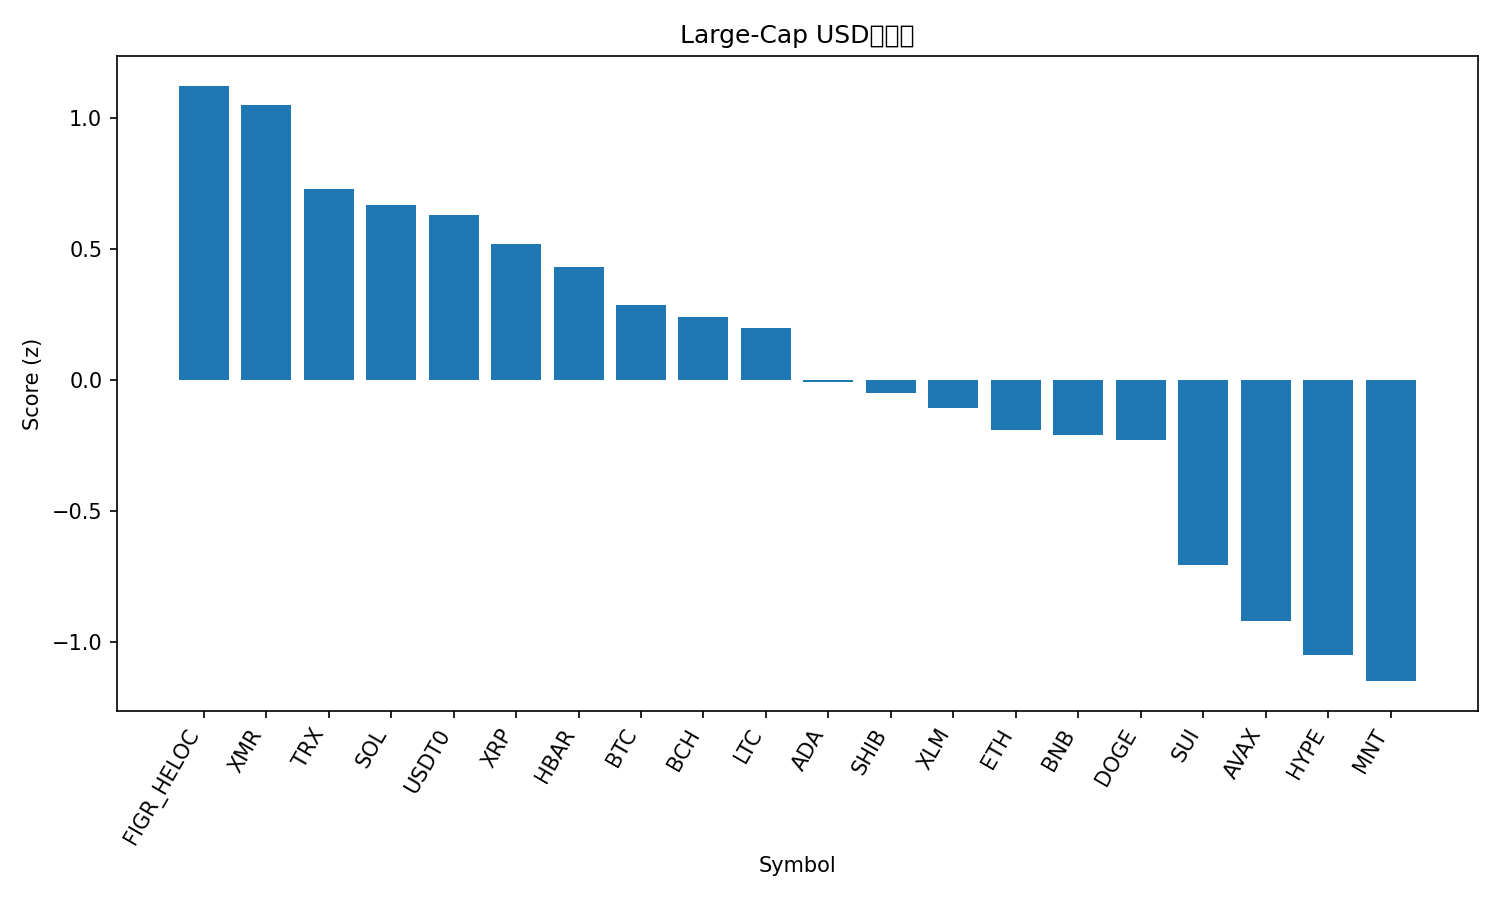 Large-Cap USD
Score (z)
1.0
0.5
0.0
−0.5
−1.0
FIGR_HELOC
XMR
TRX
SOL
USDT0
XRP
HBAR
BTC
BCH
LTC
ADA
SHIB
XLM
ETH
BNB
DOGE
SUI
AVAX
HYPE
MNT
Symbol